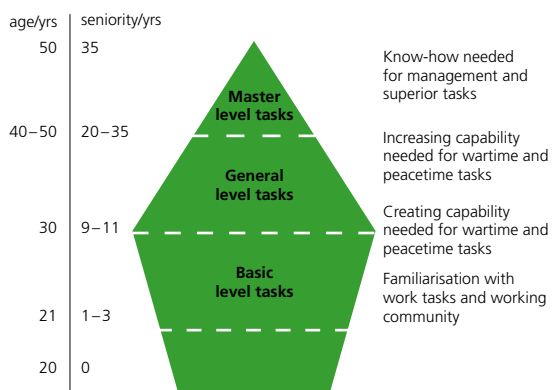 age/yrs seniority/yrs
50 35
Know-how needed
for management and
superior tasks
Master
level tasks
40–50 20–35
Increasing capability
needed for wartime and
peacetime tasks
General
level tasks
Creating capability
needed for wartime and
peacetime tasks
30 9–11
Basic
level tasks
Familiarisation with
work tasks and working
community
21 1–3
20 0